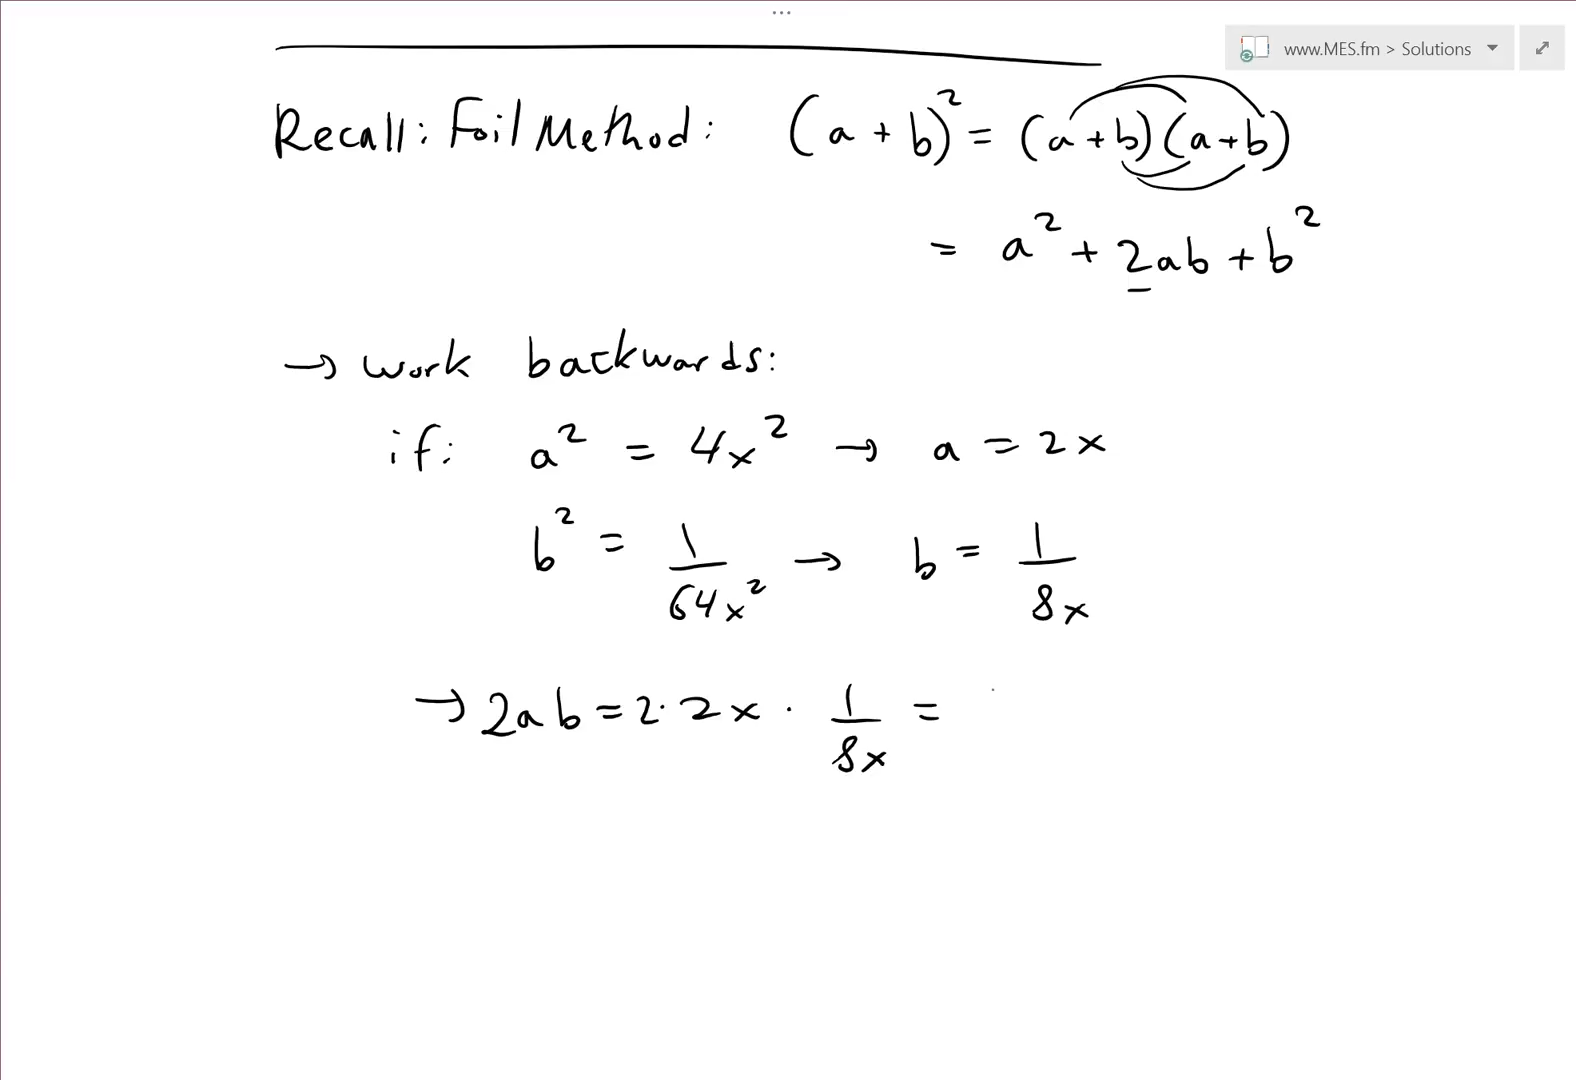 www.MES.fm > Solutions
Recall: Foil Method: (a + b)² = (a+b)(a+b)
= a² + 2ab + b²
→ work backwards:
if: a² = 4x² → a = 2x
b² = 1/64x² → b = 1/8x
→ 2ab = 2·2x · 1/8x =